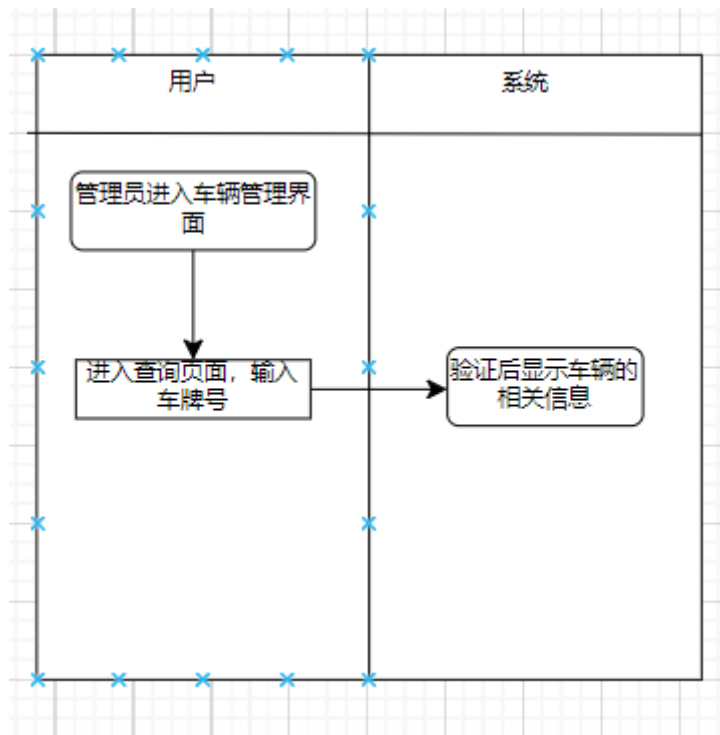 用户
系统
管理员进入车辆管理界
面
进入查询页面，输入
车牌号
验证后显示车辆的
相关信息